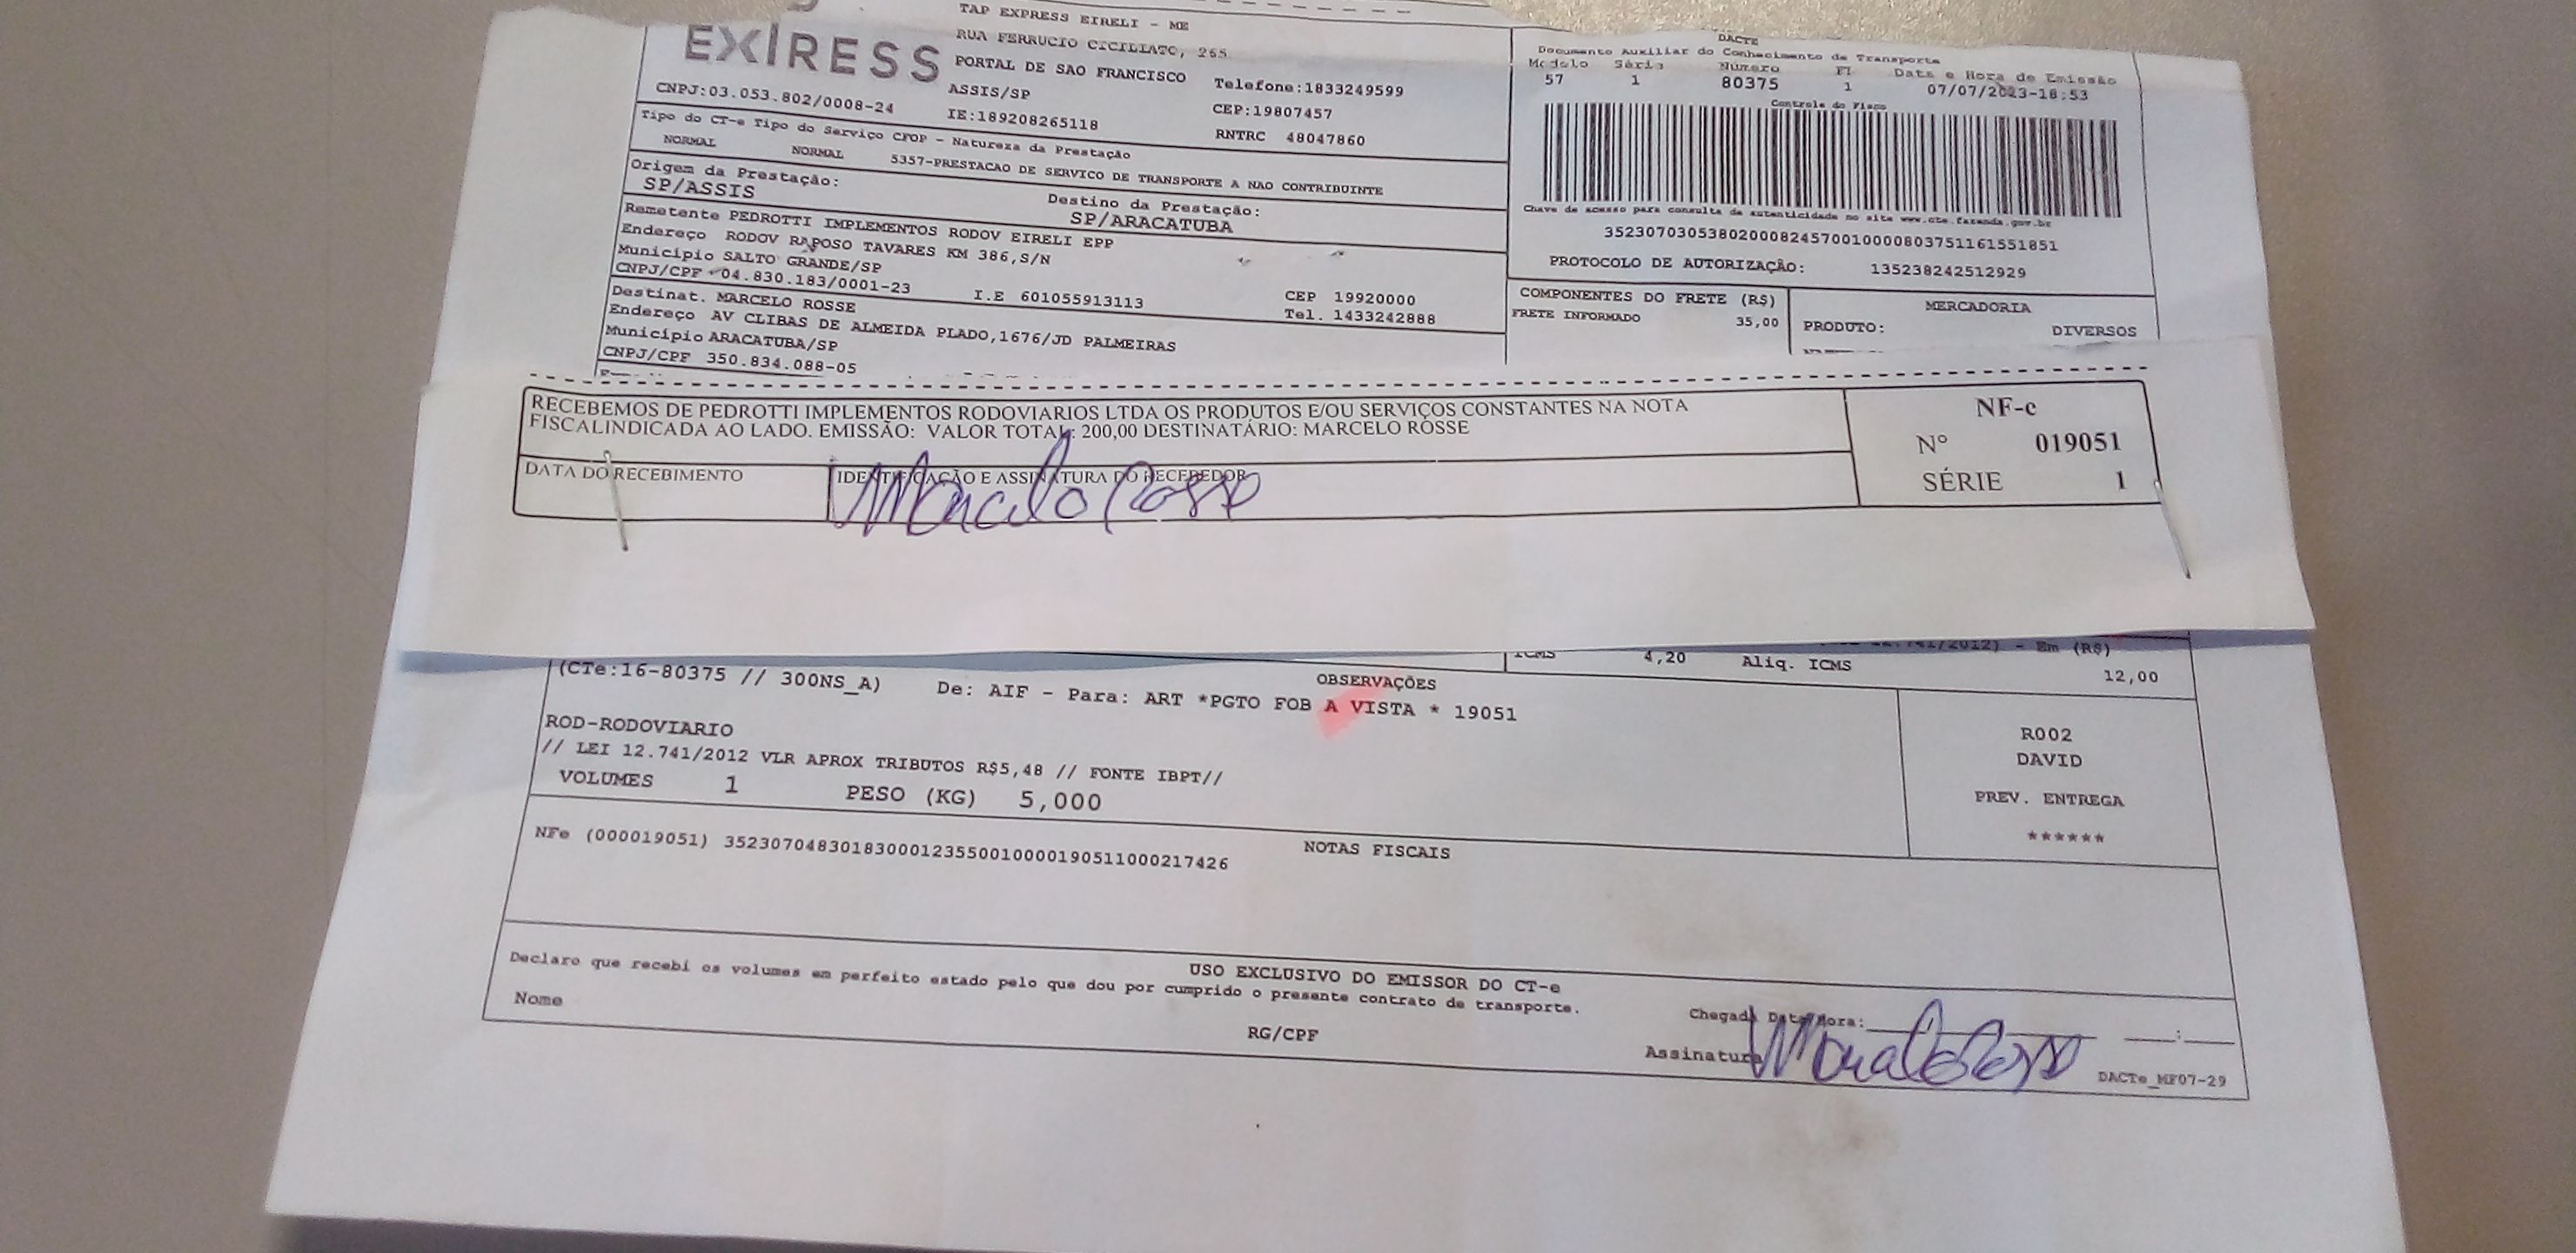 EXPRESS
TAP EXPRESS EIRELI - ME
RUA FERRUCIO CICILIATO, 265
PORTAL DE SAO FRANCISCO
Telefone:1833249599
CNPJ:03.053.802/0008-24
ASSIS/SP
CEP:19807457
IE:189208265118
RNTRC 48047860
DACTE
Documento Auxiliar do Conhecimento de Transporte
Modelo Série Número Fl Data e Hora de Emissão
57 1 80375 1 07/07/2023-18:53
Controle do Fisco
Chave de acesso para consulta de autenticidade no site www.cte.fazenda.gov.br
35230703053802000824570010000803751161551851
PROTOCOLO DE AUTORIZAÇÃO: 135238242512929
Tipo do CT-e Tipo do Serviço CFOP - Natureza da Prestação
NORMAL NORMAL 5357-PRESTACAO DE SERVICO DE TRANSPORTE A NAO CONTRIBUINTE
Origem da Prestação: Destino da Prestação:
SP/ASSIS SP/ARACATUBA
Remetente PEDROTTI IMPLEMENTOS RODOV EIRELI EPP
Endereço RODOV RAPOSO TAVARES KM 386,S/N
Município SALTO GRANDE/SP CEP 19920000
CNPJ/CPF 04.830.183/0001-23 I.E 601055913113 Tel. 1433242888
Destinat. MARCELO ROSSE
Endereço AV CLIBAS DE ALMEIDA PLADO,1676/JD PALMEIRAS
Município ARACATUBA/SP
CNPJ/CPF 350.834.088-05
COMPONENTES DO FRETE (R$) MERCADORIA
FRETE INFORMADO 35,00 PRODUTO: DIVERSOS
RECEBEMOS DE PEDROTTI IMPLEMENTOS RODOVIARIOS LTDA OS PRODUTOS E/OU SERVIÇOS CONSTANTES NA NOTA
FISCALINDICADA AO LADO. EMISSÃO: VALOR TOTAL: 200,00 DESTINATÁRIO: MARCELO ROSSE
DATA DO RECEBIMENTO IDENTIFICAÇÃO E ASSINATURA DO RECEBEDOR
Marcelo Rosse
NF-e
Nº 019051
SÉRIE 1
12.741/2012) - Em (R$)
ICMS 4,20 Aliq. ICMS 12,00
OBSERVAÇÕES
(CTe:16-80375 // 300NS_A) De: AIF - Para: ART *PGTO FOB A VISTA * 19051
ROD-RODOVIARIO
// LEI 12.741/2012 VLR APROX TRIBUTOS R$5,48 // FONTE IBPT//
VOLUMES 1 PESO (KG) 5,000
R002
DAVID
PREV. ENTREGA
******
NOTAS FISCAIS
NFe (000019051) 35230704830183000123550010000190511000217426
USO EXCLUSIVO DO EMISSOR DO CT-e
Declaro que recebi os volumes em perfeito estado pelo que dou por cumprido o presente contrato de transporte.
Nome RG/CPF
Chegada Data/Hora:
Assinatura Marcelo Rosse
DACTe_MF07-29